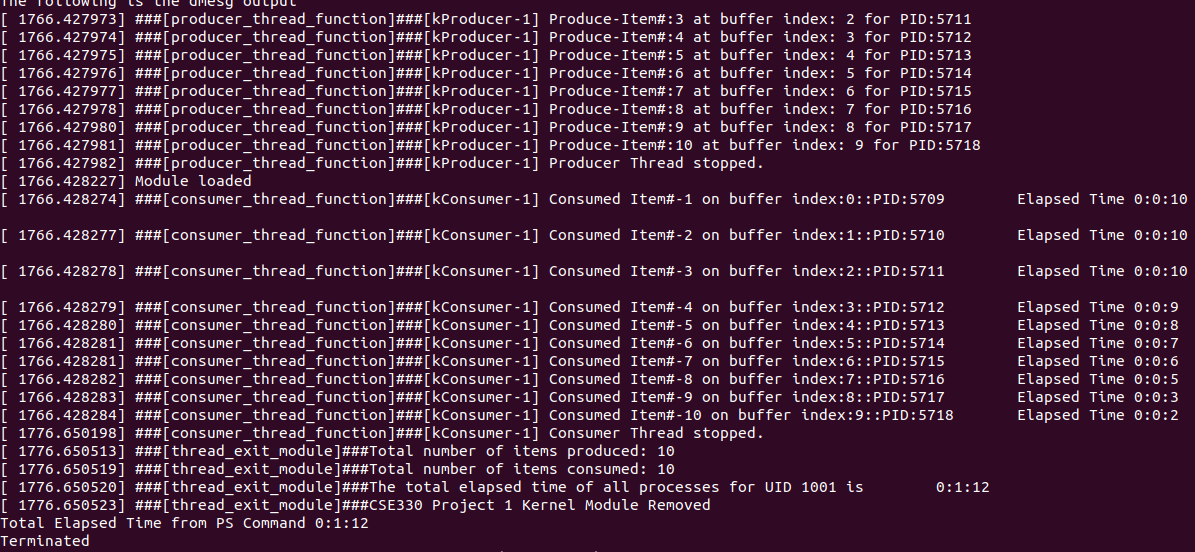 The following is the dmesg output
[ 1766.427973] ###[producer_thread_function]###[kProducer-1] Produce-Item#:3 at buffer index: 2 for PID:5711
[ 1766.427974] ###[producer_thread_function]###[kProducer-1] Produce-Item#:4 at buffer index: 3 for PID:5712
[ 1766.427975] ###[producer_thread_function]###[kProducer-1] Produce-Item#:5 at buffer index: 4 for PID:5713
[ 1766.427976] ###[producer_thread_function]###[kProducer-1] Produce-Item#:6 at buffer index: 5 for PID:5714
[ 1766.427977] ###[producer_thread_function]###[kProducer-1] Produce-Item#:7 at buffer index: 6 for PID:5715
[ 1766.427978] ###[producer_thread_function]###[kProducer-1] Produce-Item#:8 at buffer index: 7 for PID:5716
[ 1766.427980] ###[producer_thread_function]###[kProducer-1] Produce-Item#:9 at buffer index: 8 for PID:5717
[ 1766.427981] ###[producer_thread_function]###[kProducer-1] Produce-Item#:10 at buffer index: 9 for PID:5718
[ 1766.427982] ###[producer_thread_function]###[kProducer-1] Producer Thread stopped.
[ 1766.428227] Module loaded
[ 1766.428274] ###[consumer_thread_function]###[kConsumer-1] Consumed Item#-1 on buffer index:0::PID:5709 Elapsed Time 0:0:10
[ 1766.428277] ###[consumer_thread_function]###[kConsumer-1] Consumed Item#-2 on buffer index:1::PID:5710 Elapsed Time 0:0:10
[ 1766.428278] ###[consumer_thread_function]###[kConsumer-1] Consumed Item#-3 on buffer index:2::PID:5711 Elapsed Time 0:0:10
[ 1766.428279] ###[consumer_thread_function]###[kConsumer-1] Consumed Item#-4 on buffer index:3::PID:5712 Elapsed Time 0:0:9
[ 1766.428280] ###[consumer_thread_function]###[kConsumer-1] Consumed Item#-5 on buffer index:4::PID:5713 Elapsed Time 0:0:8
[ 1766.428281] ###[consumer_thread_function]###[kConsumer-1] Consumed Item#-6 on buffer index:5::PID:5714 Elapsed Time 0:0:7
[ 1766.428281] ###[consumer_thread_function]###[kConsumer-1] Consumed Item#-7 on buffer index:6::PID:5715 Elapsed Time 0:0:6
[ 1766.428282] ###[consumer_thread_function]###[kConsumer-1] Consumed Item#-8 on buffer index:7::PID:5716 Elapsed Time 0:0:5
[ 1766.428283] ###[consumer_thread_function]###[kConsumer-1] Consumed Item#-9 on buffer index:8::PID:5717 Elapsed Time 0:0:3
[ 1766.428284] ###[consumer_thread_function]###[kConsumer-1] Consumed Item#-10 on buffer index:9::PID:5718 Elapsed Time 0:0:2
[ 1776.650198] ###[consumer_thread_function]###[kConsumer-1] Consumer Thread stopped.
[ 1776.650513] ###[thread_exit_module]###Total number of items produced: 10
[ 1776.650519] ###[thread_exit_module]###Total number of items consumed: 10
[ 1776.650520] ###[thread_exit_module]###The total elapsed time of all processes for UID 1001 is 0:1:12
[ 1776.650523] ###[thread_exit_module]###CSE330 Project 1 Kernel Module Removed
Total Elapsed Time from PS Command 0:1:12
Terminated